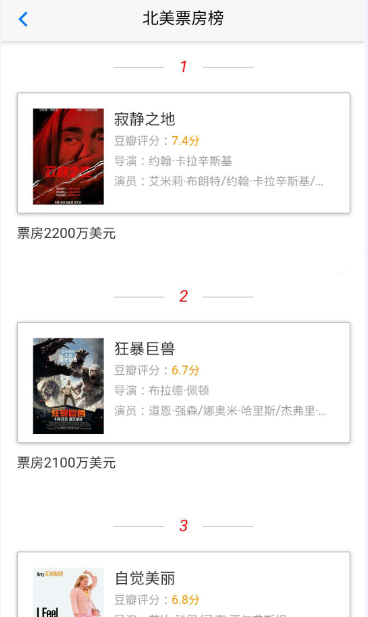 北美票房榜
1
寂静之地
豆瓣评分：7.4分
导演：约翰·卡拉辛斯基
演员：艾米莉·布朗特/约翰·卡拉辛斯基/...
票房2200万美元
2
狂暴巨兽
豆瓣评分：6.7分
导演：布拉德·佩顿
演员：道恩·强森/娜奥米·哈里斯/杰弗里·...
狂暴巨兽
票房2100万美元
3
自觉美丽
豆瓣评分：6.8分
I Feel